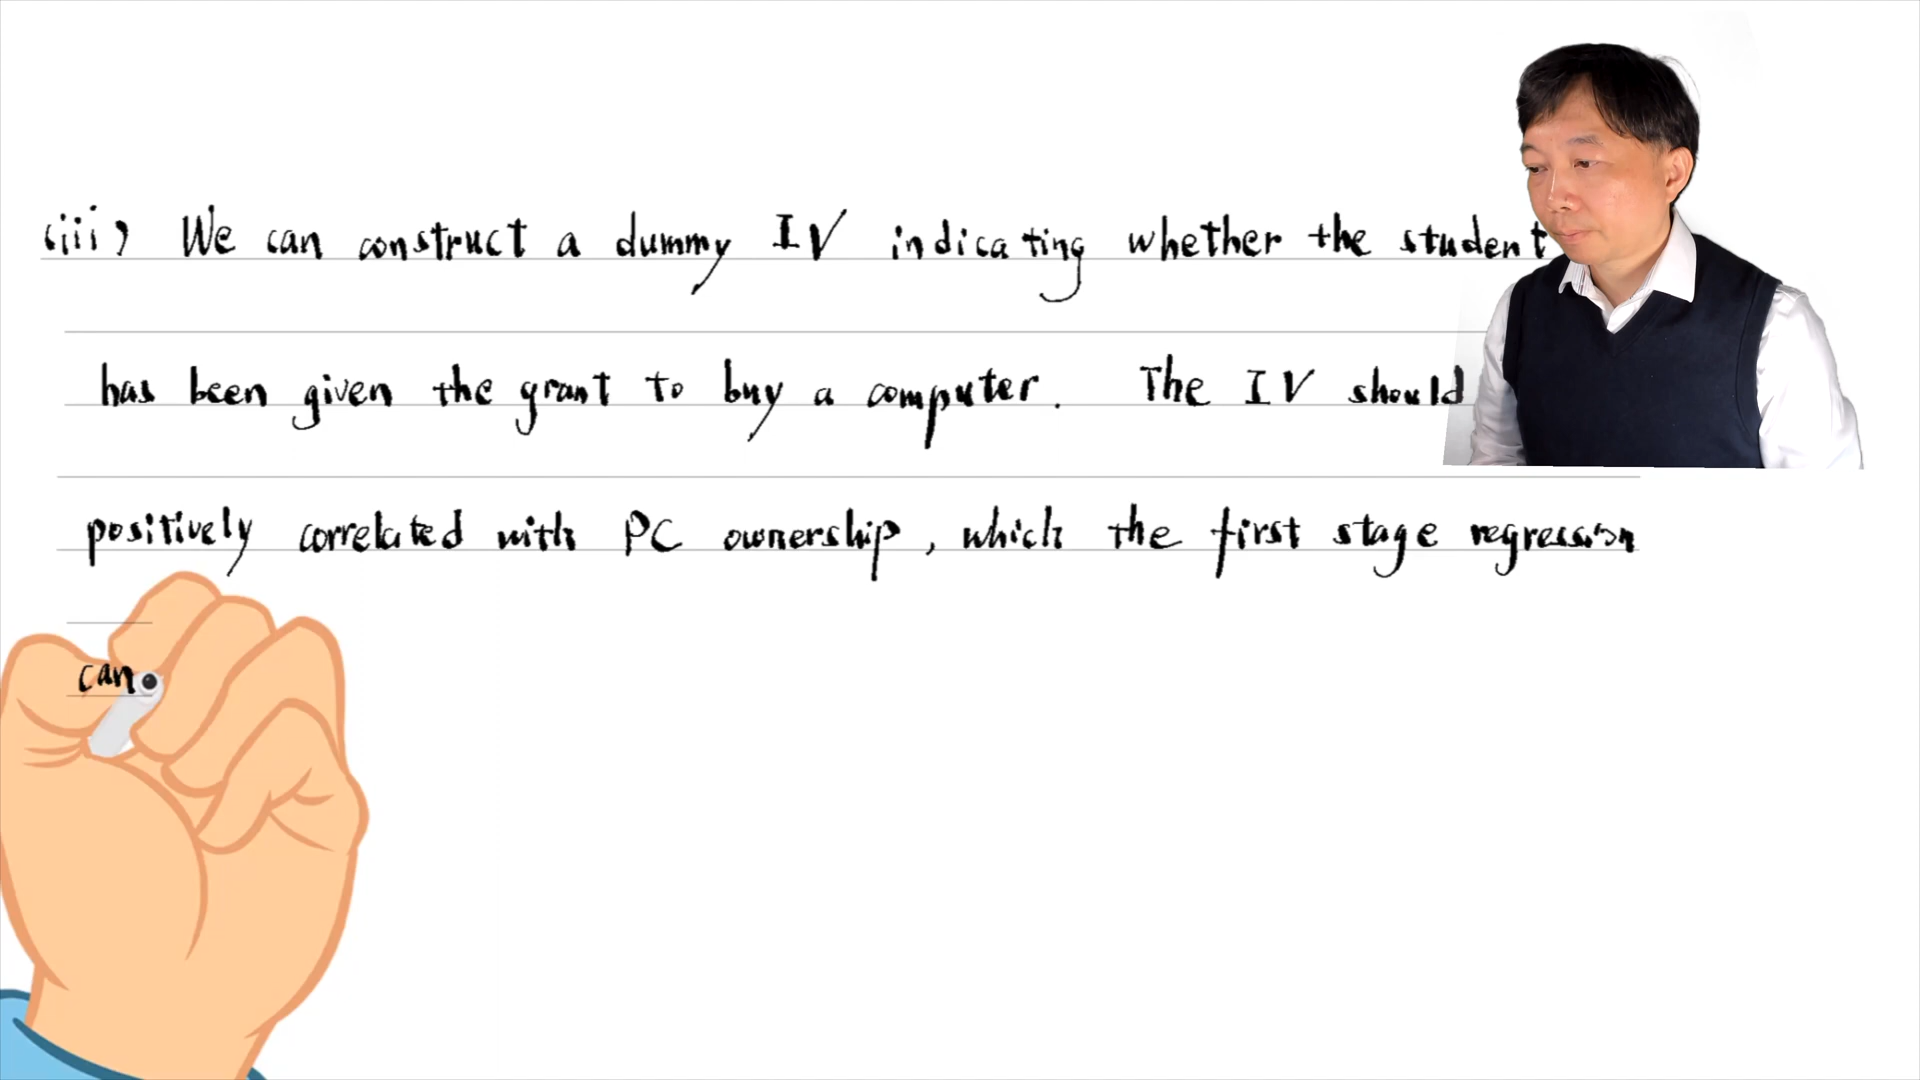 (iii) We can construct a dummy IV indicating whether the student
has been given the grant to buy a computer. The IV should
positively correlated with PC ownership, which the first stage regression
can